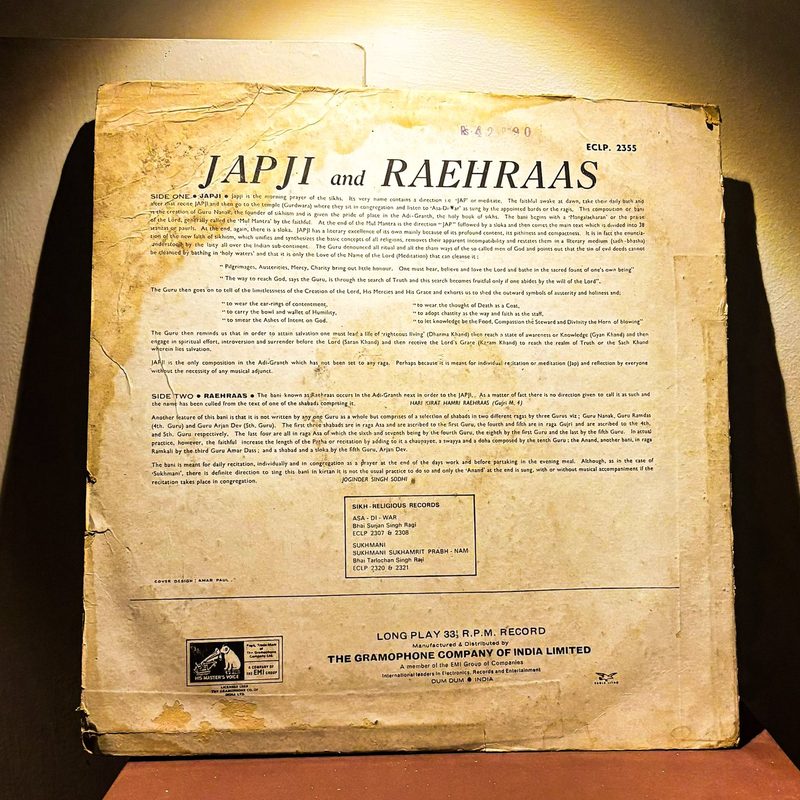 Rs 42.90
ECLP. 2355
JAPJI and RAEHRAAS
SIDE ONE ● JAPJI ● Japji is the morning prayer of the sikhs. Its very name contains a direction i.e 'JAP' or meditate. The faithful awake at dawn, take their daily bath and
after that recite JAPJI and then go to the temple (Gurdwara) where they sit in congregation and listen to 'Asa-Di-War' as sung by the appointed bards or the ragis. This composition or bani
is the creation of Guru Nanak, the founder of sikhism and is given the pride of place in the Adi-Granth, the holy book of sikhs. The bani begins with a 'Mangalacharan' or the praise
of the Lord, generally called the 'Mul Mantra' by the faithful. At the end of the Mul Mantra is the direction "JAP" followed by a sloka and then comes the main text which is divided into 38
stanzas or pauris. At the end, again, there is a sloka. JAPJI has a literary excellence of its own mainly because of its profound content, its pithiness and compactness. It is in fact the enuncia-
tion of the new faith of sikhism, which unifies and synthesizes the basic concepts of all religions, removes their apparent incompatibility and restates them in a literary medium (sadh-bhasha)
understood by the laity all over the Indian sub-continent. The Guru denounced all ritual and all the sham ways of the so called men of God and points out that the sin of evil deeds cannot
be cleansed by bathing in 'holy waters' and that it is only the Love of the Name of the Lord (Meditation) that can cleanse it ;
"Pilgrimages, Austerities, Mercy, Charity bring out little honour. One must hear, believe and love the Lord and bathe in the sacred fount of one's own being"
"The way to reach God, says the Guru, is through the search of Truth and this search becomes fruitful only if one abides by the will of the Lord".
The Guru then goes on to tell of the limitlessness of the Creation of the Lord, His Mercies and His Grace and exhorts us to shed the outward symbols of austerity and holiness and;
"to wear the ear-rings of contentment,
"to carry the bowl and wallet of Humility,
"to smear the Ashes of Intent on God.
"to wear the thought of Death as a Coat,
"to adopt chastity as the way and faith as the staff,
"to let knowledge be the Food, Compassion the Steward and Divinity the Horn of blowing"
The Guru then reminds us that in order to attain salvation one must lead a life of 'righteous living' (Dharma Khand) then reach a state of awareness or Knowledge (Gyan Khand) and then
engage in spiritual effort, introversion and surrender before the Lord (Saran Khand) and then receive the Lord's Grace (Karam Khand) to reach the realm of Truth or the Sach Khand
wherein lies salvation.
JAPJI is the only composition in the Adi-Granth which has not been set to any raga. Perhaps because it is meant for individual recitation or meditation (Jap) and reflection by everyone
without the necessity of any musical adjunct.
SIDE TWO ● RAEHRAAS ● The bani known as Raehraas occurs in the Adi-Granth next in order to the JAPJI. As a matter of fact there is no direction given to call it as such and
the name has been culled from the text of one of the shabads comprising it. HARI KIRAT HAMRI RAEHRAAS (Gujri M. 4)
Another feature of this bani is that it is not written by any one Guru as a whole but comprises of a selection of shabads in two different ragas by three Gurus viz ; Guru Nanak, Guru Ramdas
(4th. Guru) and Guru Arjan Dev (5th. Guru). The first three shabads are in raga Asa and are ascribed to the first Guru, the fourth and fifth are in raga Gujri and are ascribed to the 4th.
and 5th. Guru respectively. The last four are all in raga Asa of which the sixth and seventh being by the fourth Guru, the eighth by the first Guru and the last by the fifth Guru. In actual
practice, however, the faithful increase the length of the Patha or recitation by adding to it a chaupayee, a swayya and a doha composed by the tenth Guru ; the Anand, another bani, in raga
Ramkali by the third Guru Amar Dass ; and a shabad and a sloka by the fifth Guru, Arjan Dev.
The bani is meant for daily recitation, individually and in congregation as a prayer at the end of the days work and before partaking in the evening meal. Although, as in the case of
'Sukhmani', there is definite direction to sing this bani in kirtan it is not the usual practice to do so and only the 'Anand' at the end is sung, with or without musical accompaniment if the
recitation takes place in congregation. JOGINDER SINGH SODHI
SIKH-RELIGIOUS RECORDS
ASA-DI-WAR
Bhai Surjan Singh Ragi
ECLP 2307 & 2308
SUKHMANI
SUKHMANI SUKHAMRIT PRABH-NAM
Bhai Tarlochan Singh Ragi
ECLP 2320 & 2321
COVER DESIGN : AMAR PAUL
LONG PLAY 33⅓ R.P.M. RECORD
Manufactured & Distributed by
THE GRAMOPHONE COMPANY OF INDIA LIMITED
A member of the EMI Group of Companies
International leaders in Electronics, Records and Entertainment
DUM DUM ● INDIA
HIS MASTER'S VOICE
Regd. Trade Mark
of The Gramophone
Company Ltd.
A COMPANY OF
THE EMI GROUP
LICENSED USER
THE GRAMOPHONE CO. OF
INDIA LTD.